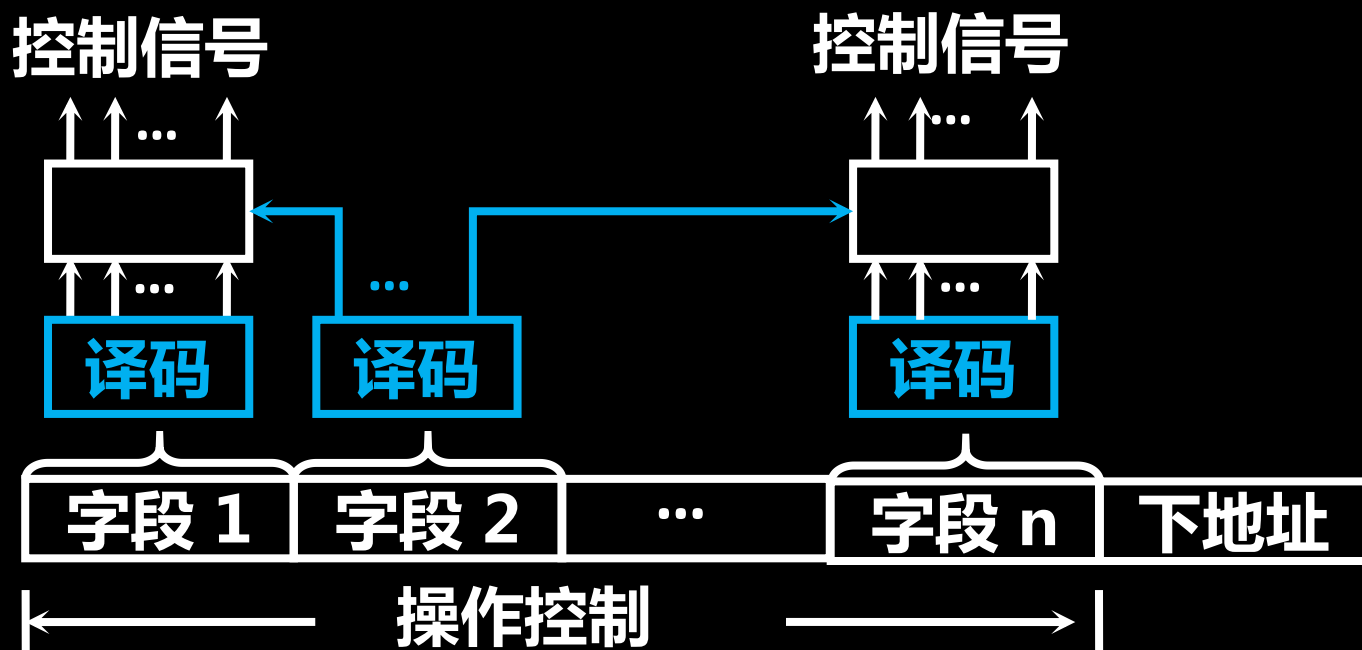 控制信号 控制信号
... ...
... ... ...
译码 译码 译码
字段 1 字段 2 ... 字段 n 下地址
操作控制